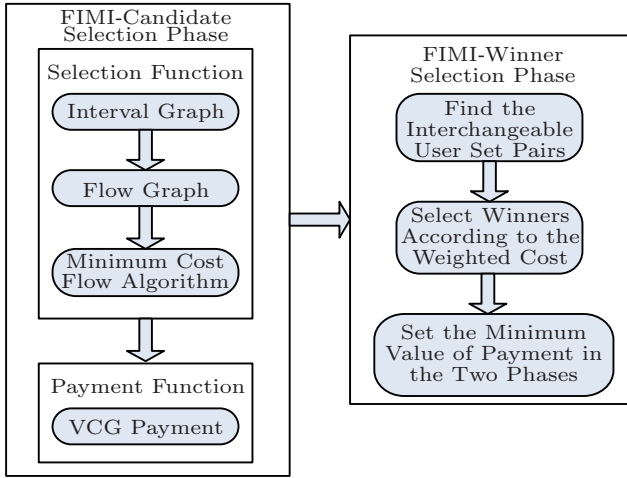 FIMI-Candidate
Selection Phase
Selection Function
Interval Graph
Flow Graph
Minimum Cost
Flow Algorithm
Payment Function
VCG Payment
FIMI-Winner
Selection Phase
Find the
Interchangeable
User Set Pairs
Select Winners
According to the
Weighted Cost
Set the Minimum
Value of Payment in
the Two Phases